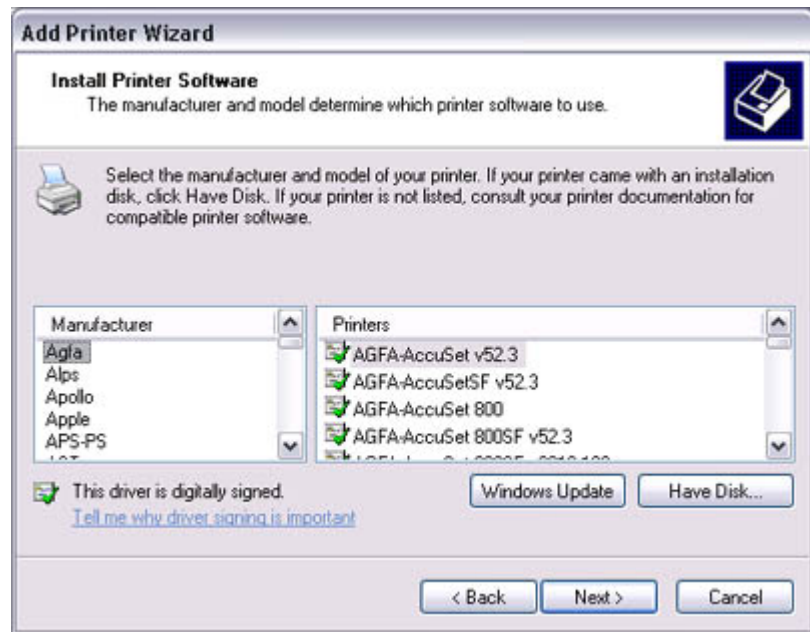 Add Printer Wizard
Install Printer Software
The manufacturer and model determine which printer software to use.
Select the manufacturer and model of your printer. If your printer came with an installation
disk, click Have Disk. If your printer is not listed, consult your printer documentation for
compatible printer software.
Manufacturer
Agfa
Alps
Apollo
Apple
APS-PS
Printers
AGFA-AccuSet v52.3
AGFA-AccuSetSF v52.3
AGFA-AccuSet 800
AGFA-AccuSet 800SF v52.3
This driver is digitally signed.
Tell me why driver signing is important
Windows Update
Have Disk...
< Back
Next >
Cancel